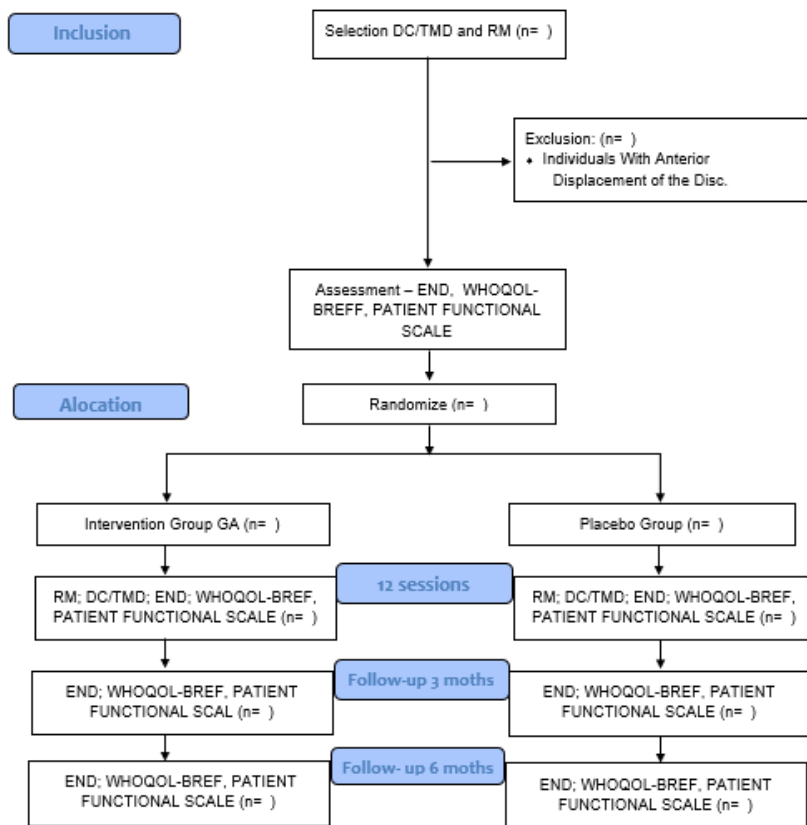 Inclusion
Selection DC/TMD and RM (n=  )
Exclusion: (n=  )
• Individuals With Anterior
Displacement of the Disc.
Assessment – END,  WHOQOL-
BREFF, PATIENT FUNCTIONAL
SCALE
Alocation
Randomize (n=  )
Intervention Group GA (n=  )
Placebo Group (n=  )
12 sessions
RM; DC/TMD; END; WHOQOL-BREF,
PATIENT FUNCTIONAL SCALE (n=  )
RM; DC/TMD; END; WHOQOL-BREF,
PATIENT FUNCTIONAL SCALE (n=  )
Follow-up 3 moths
END; WHOQOL-BREF, PATIENT
FUNCTIONAL SCAL (n=  )
END; WHOQOL-BREF, PATIENT
FUNCTIONAL SCALE (n=  )
Follow- up 6 moths
END; WHOQOL-BREF, PATIENT
FUNCTIONAL SCALE (n=  )
END; WHOQOL-BREF, PATIENT
FUNCTIONAL SCALE (n=  )